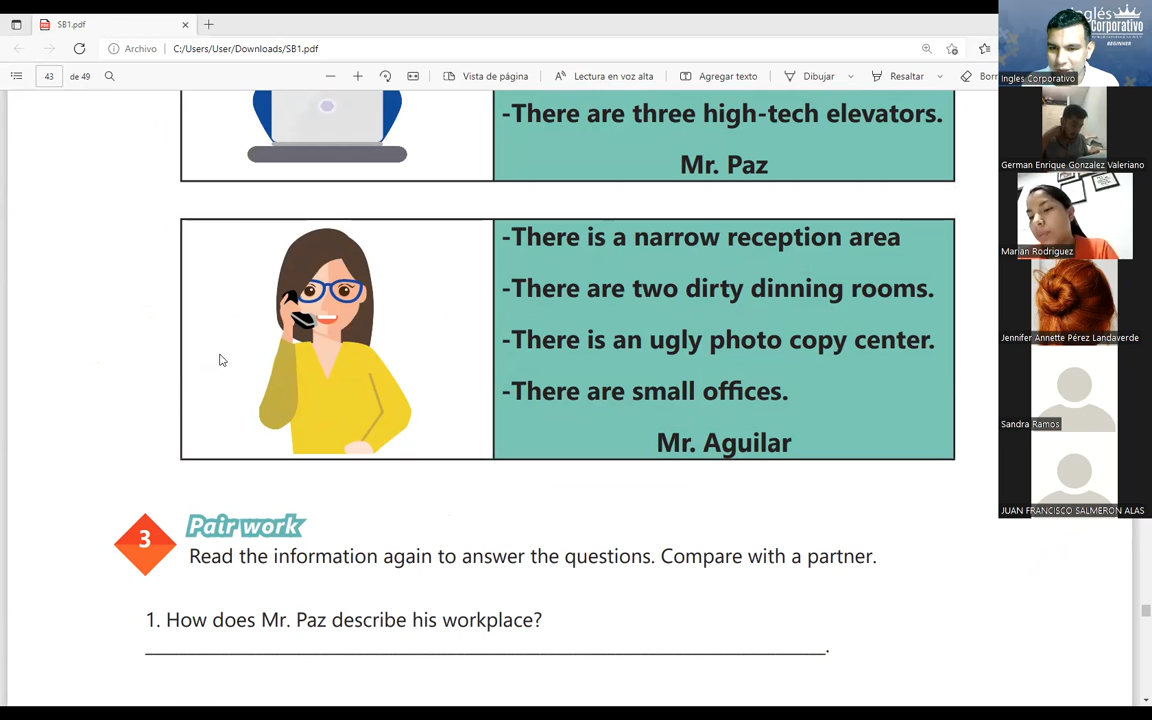 SB1.pdf
Archivo
C:/Users/User/Downloads/SB1.pdf
43
de 49
Vista de página
Lectura en voz alta
Agregar texto
Dibujar
Resaltar
Borr
-There are three high-tech elevators.
Mr. Paz
-There is a narrow reception area
-There are two dirty dinning rooms.
-There is an ugly photo copy center.
-There are small offices.
Mr. Aguilar
3
Pair work
Read the information again to answer the questions. Compare with a partner.
1. How does Mr. Paz describe his workplace?
inglés
Corporativo
BEGINNER
Ingles Corporativo
German Enrique Gonzalez Valeriano
Marian Rodriguez
Jennifer Annette Pérez Landaverde
Sandra Ramos
JUAN FRANCISCO SALMERON ALAS